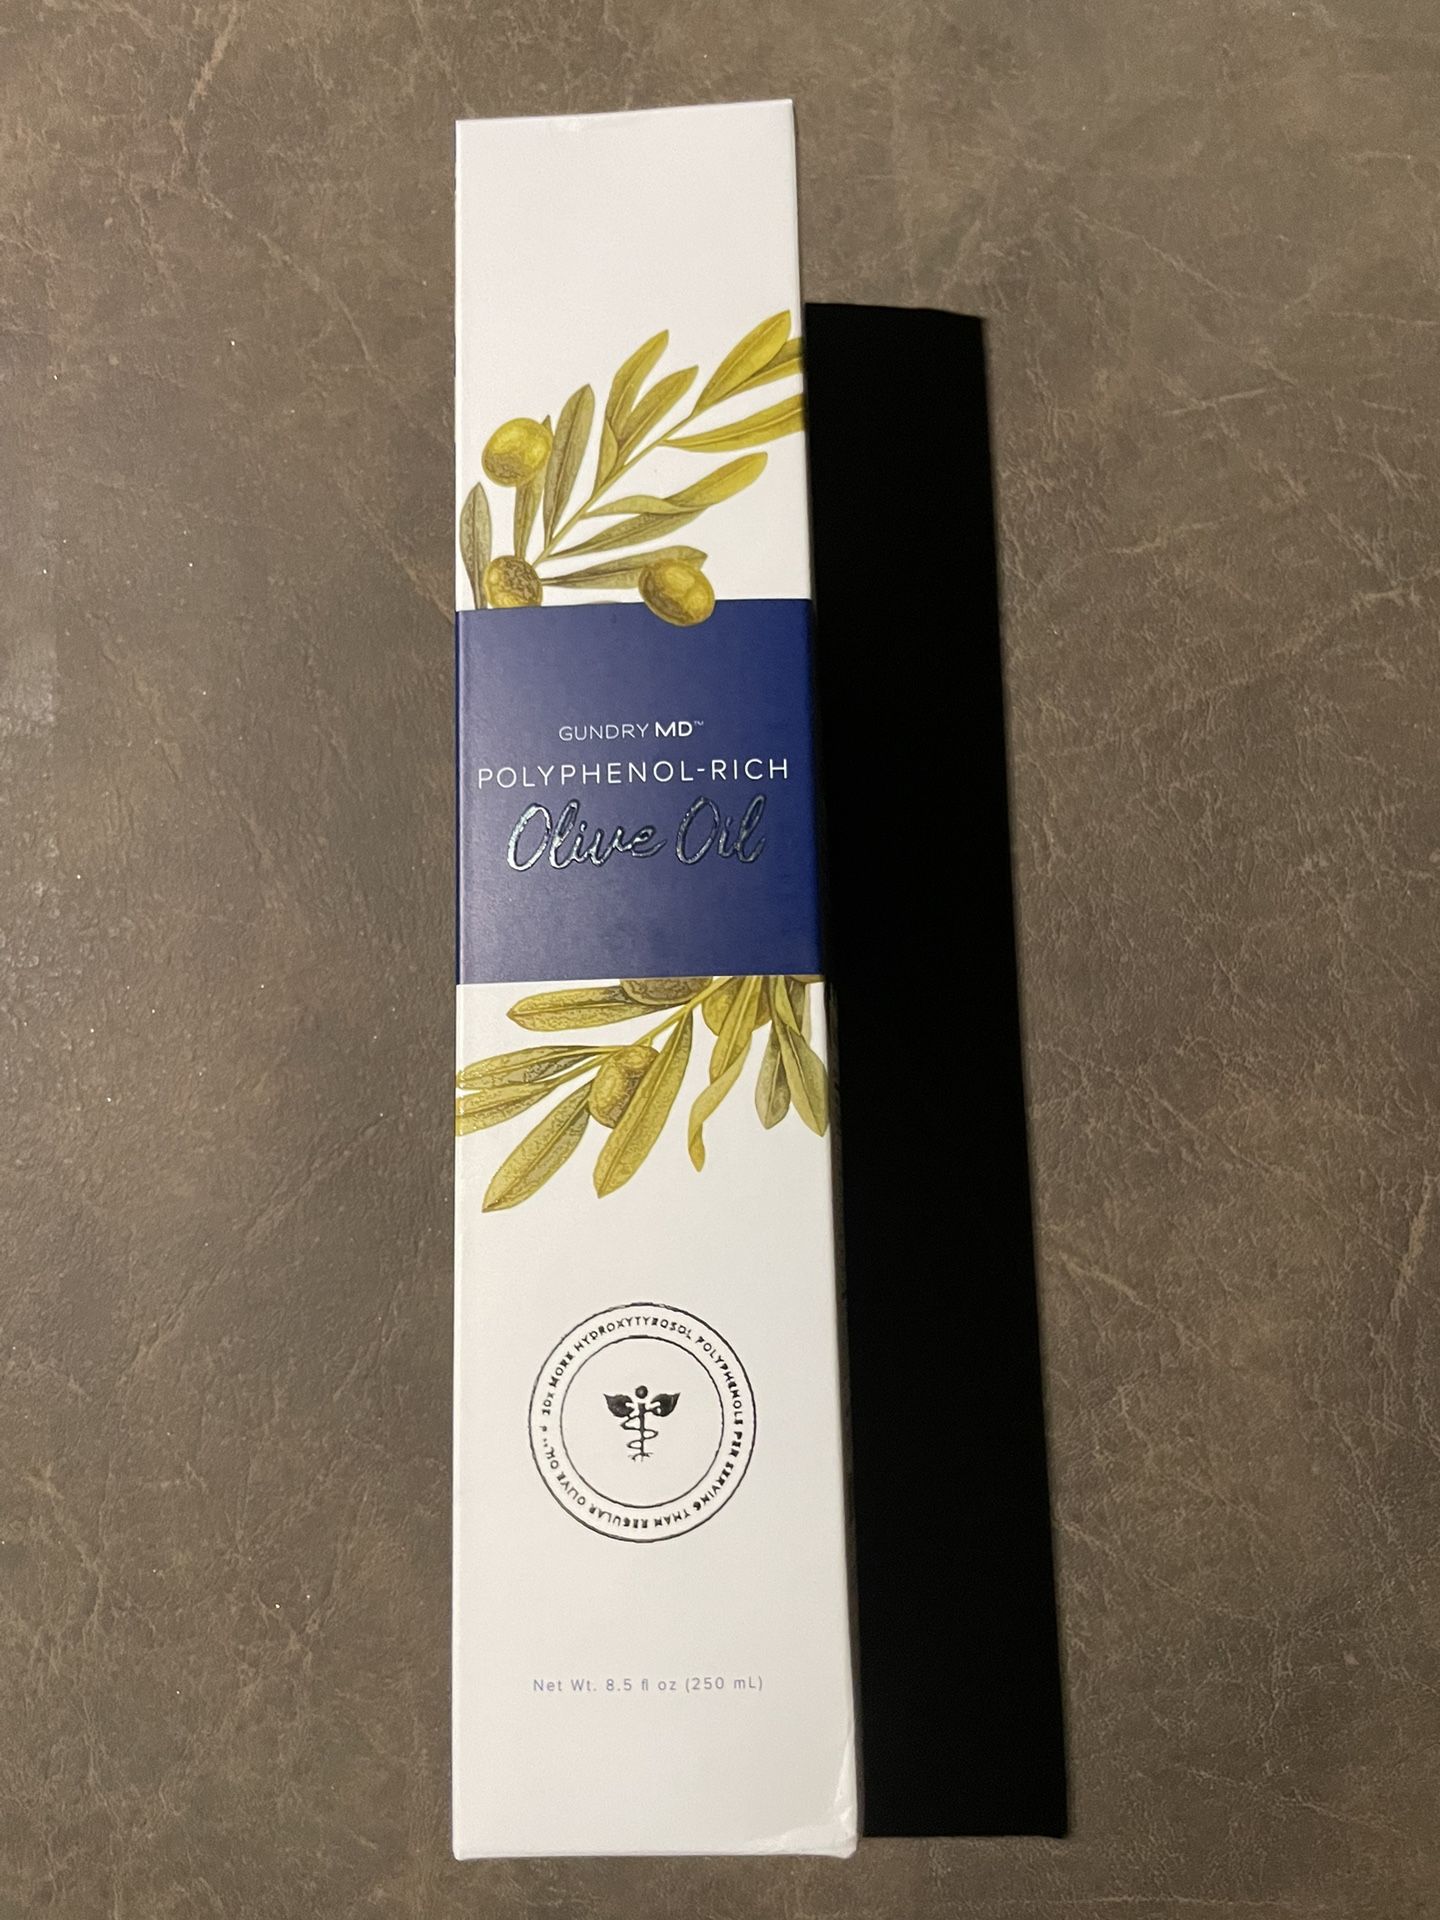 GUNDRY MD™
POLYPHENOL-RICH
Olive Oil
10x MORE HYDROXYTYROSOL POLYPHENOLS PER SERVING THAN REGULAR OLIVE OIL
Net Wt. 8.5 fl oz (250 mL)